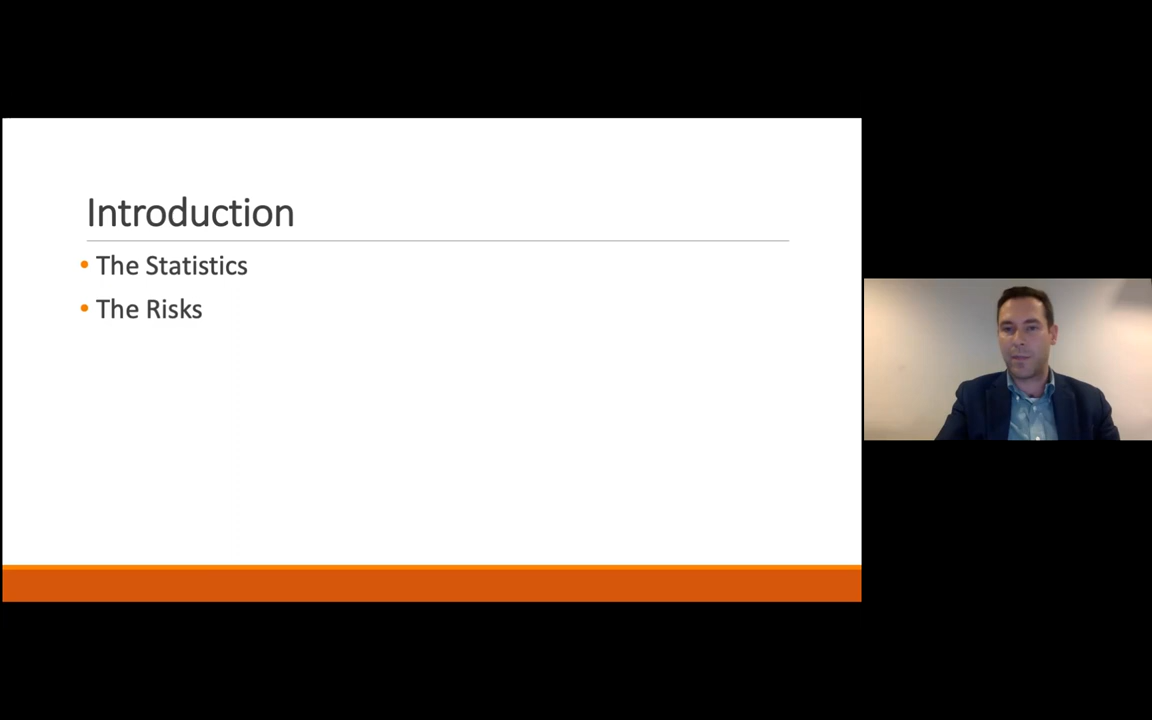 Introduction
• The Statistics
• The Risks